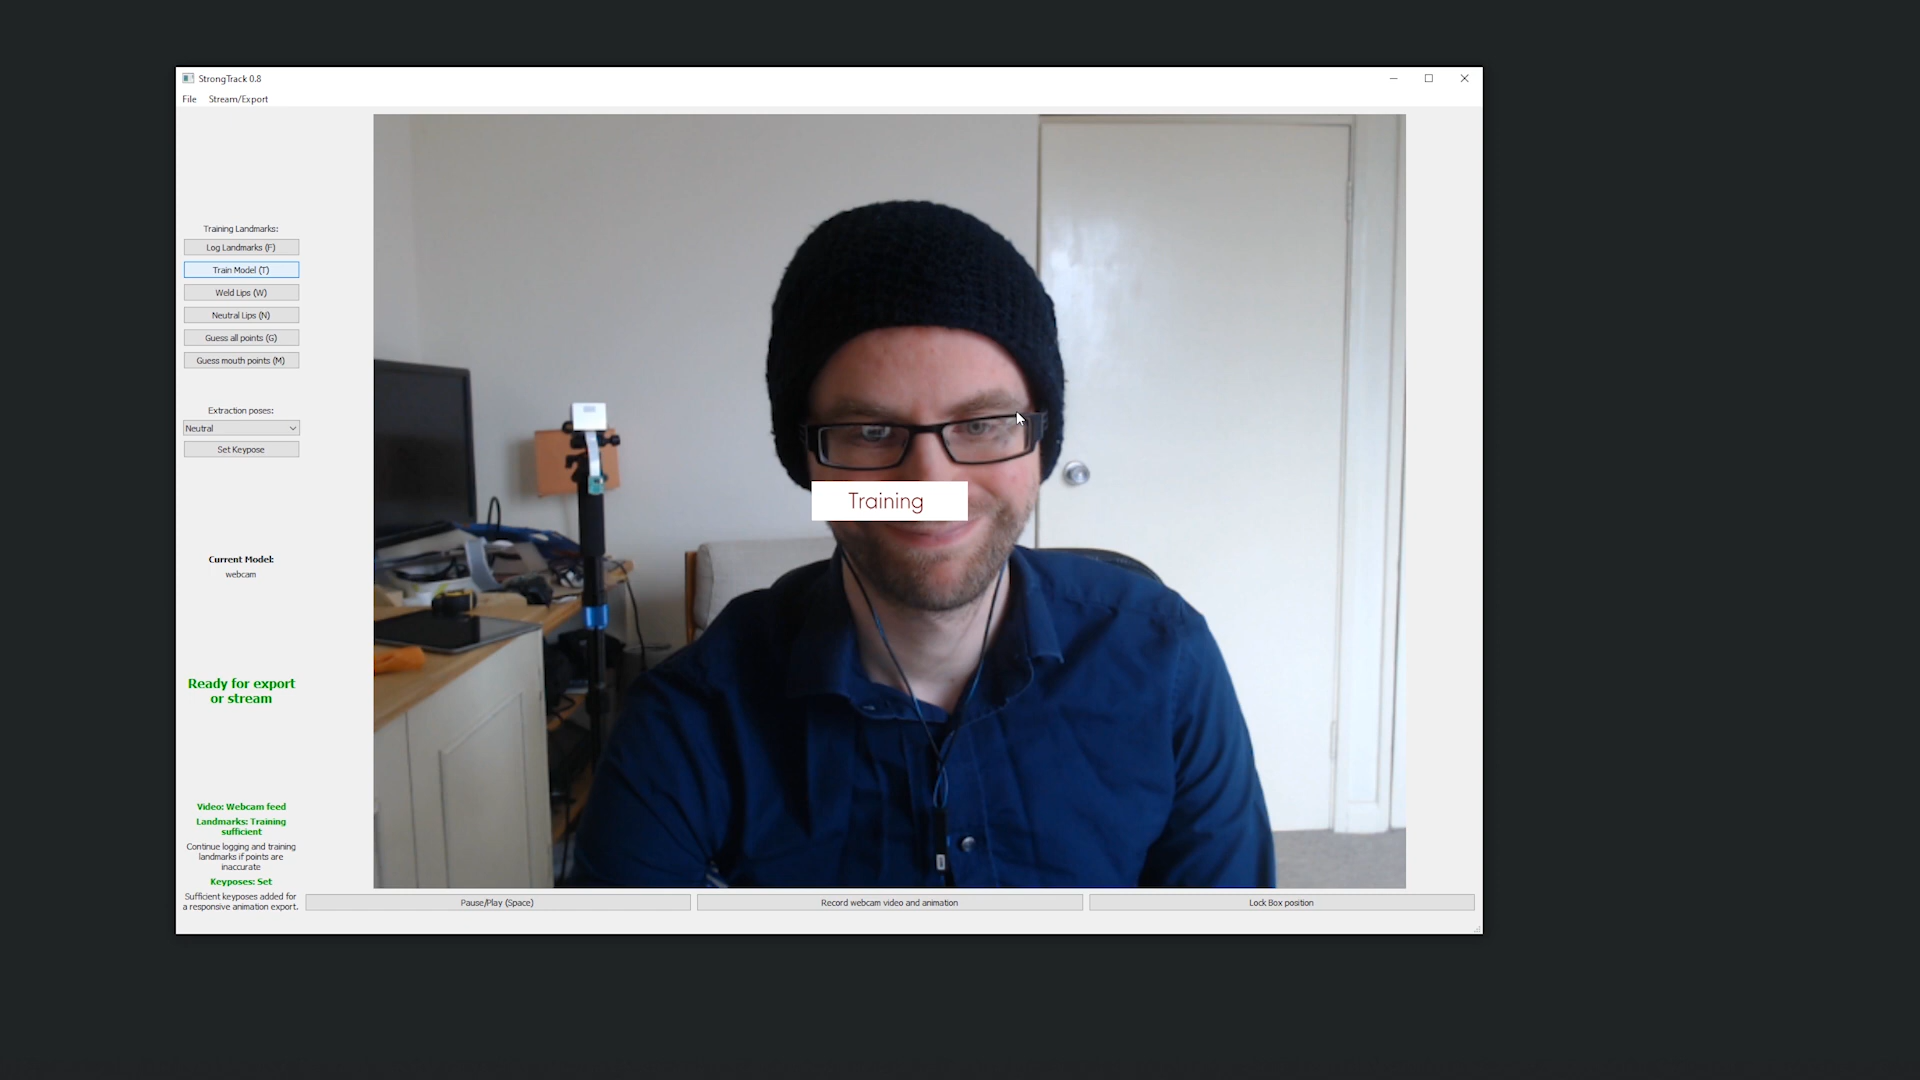 StrongTrack 0.8
File Stream/Export
Training Landmarks:
Log Landmarks (F)
Train Model (T)
Weld Lips (W)
Neutral Lips (N)
Guess all points (G)
Guess mouth points (M)
Extraction poses:
Neutral
Set Keypose
Training
Current Model:
webcam
Ready for export
or stream
Video: Webcam feed
Landmarks: Training
sufficient
Continue logging and training
landmarks if points are
inaccurate
Keyposes: Set
Sufficient keyposes added for
a responsive animation export.
Pause/Play (Space)
Record webcam video and animation
Lock Box position